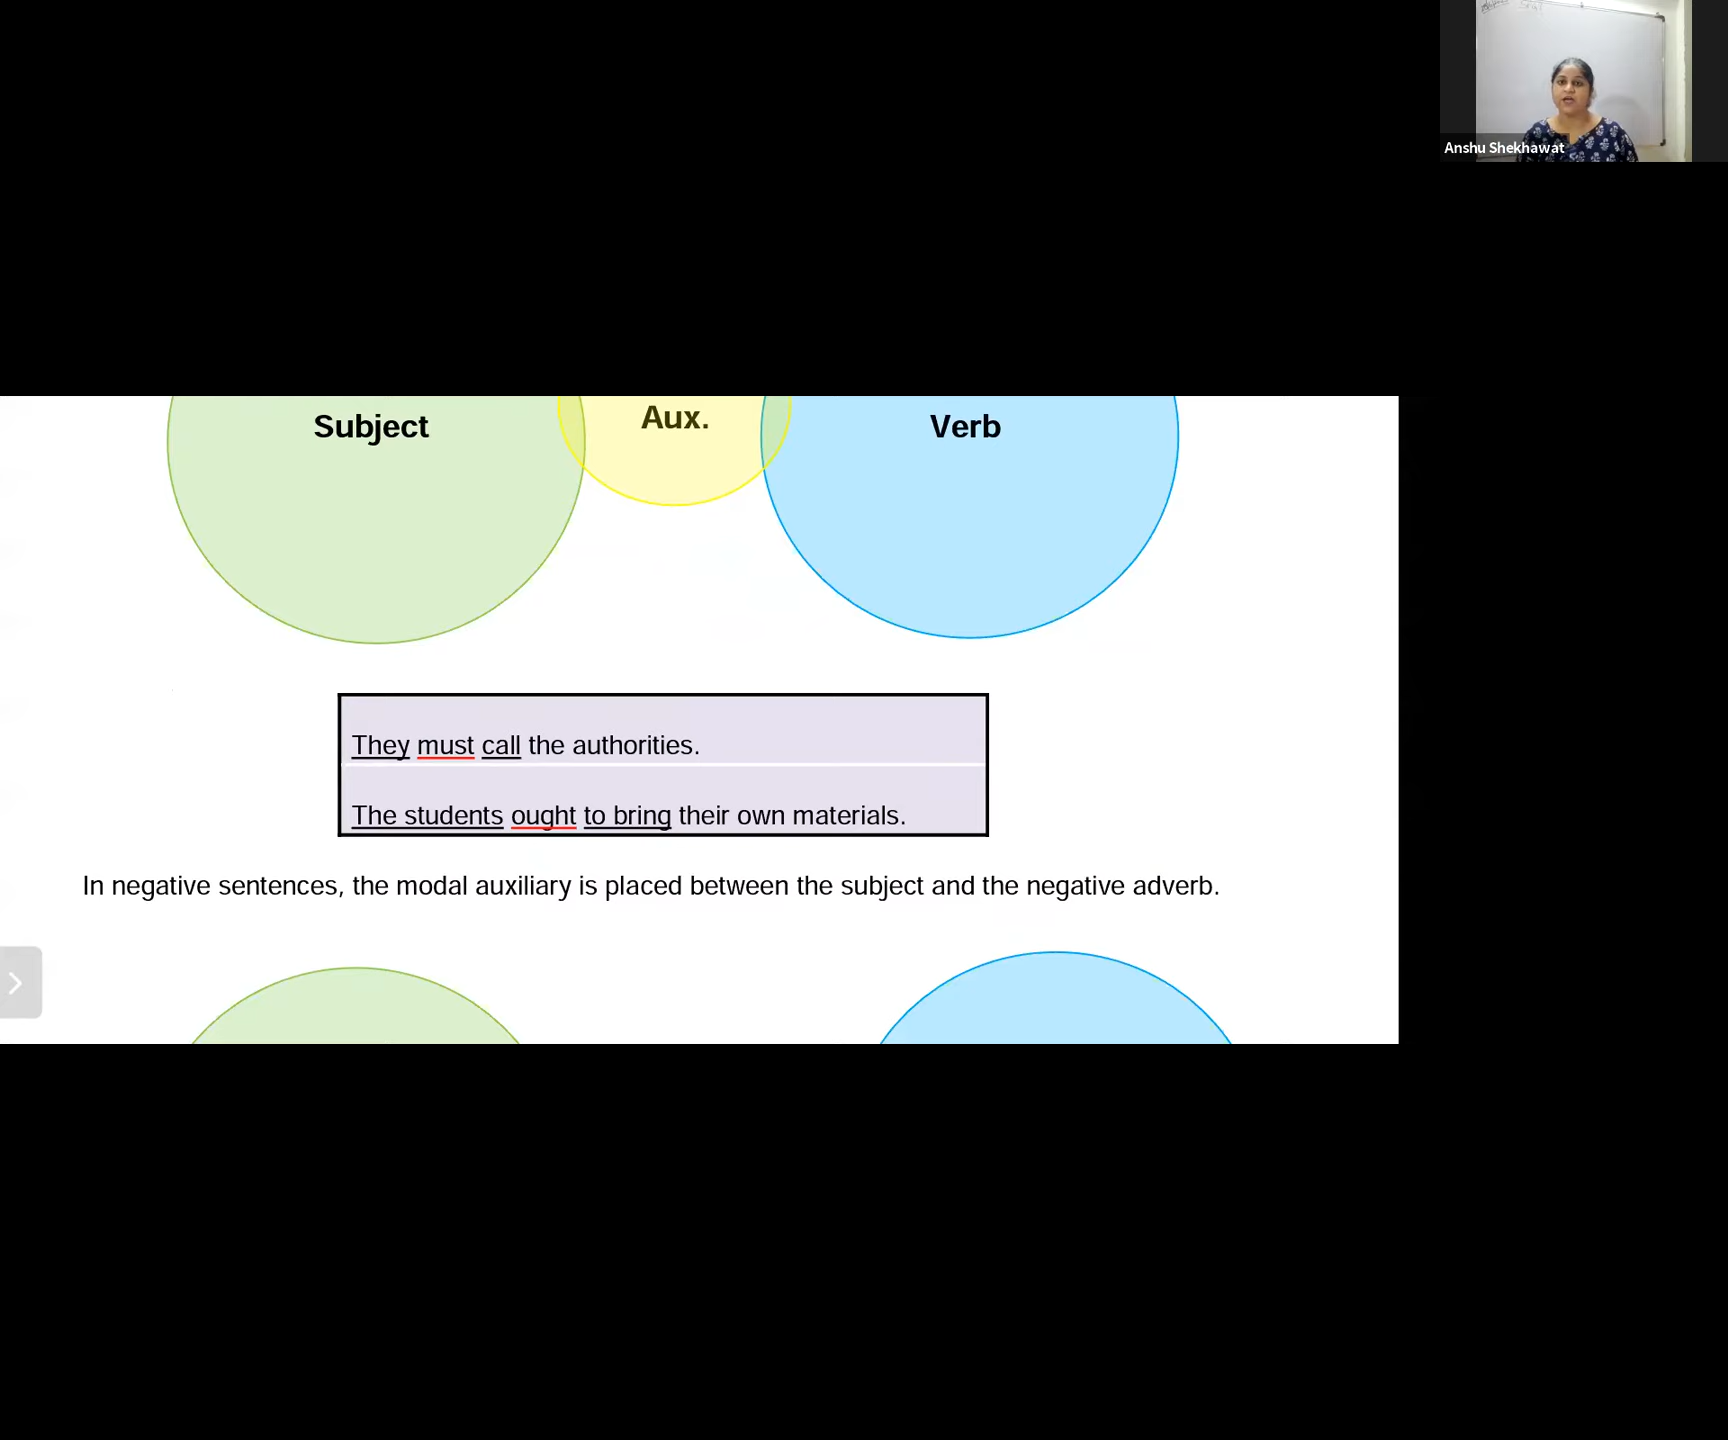 Anshu Shekhawat
Subject Aux. Verb
They must call the authorities.
The students ought to bring their own materials.
In negative sentences, the modal auxiliary is placed between the subject and the negative adverb.